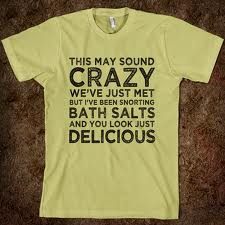 THIS MAY SOUND
CRAZY
WE'VE JUST MET
BUT I'VE BEEN SNORTING
BATH SALTS
AND YOU LOOK JUST
DELICIOUS